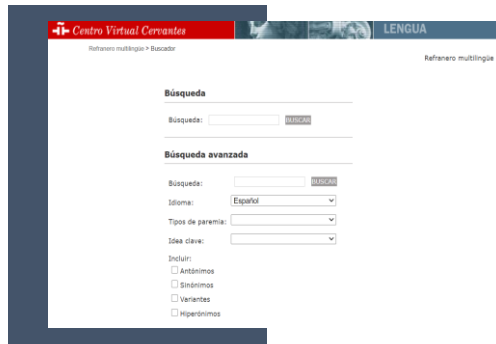 Centro Virtual Cervantes
LENGUA
Refranero multilingüe > Buscador
Refranero multilingüe
Búsqueda
Búsqueda: BUSCAR
Búsqueda avanzada
Búsqueda: BUSCAR
Idioma: Español
Tipos de paremia:
Idea clave:
Incluir:
Antónimos
Sinónimos
Variantes
Hiperónimos